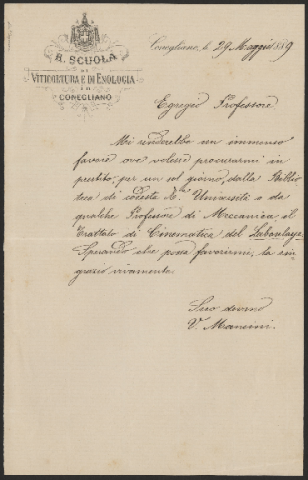 R. SCUOLA
DI
VITICOLTURA E DI ENOLOGIA
IN
CONEGLIANO
Conegliano, li 29 Maggio 1889
Egregio Professore
Mi renderebbe un immenso
favore ove volesse procurarmi in
prestito, per un sol giorno, dalla Biblio
teca di codesta R.a Università o da
qualche Professore di Meccanica, il
Trattato di Cinematica del Laboulaye.
Sperando che possa favorirmi, la rin
grazio vivamente.
Suo devmo
V. Mancini.